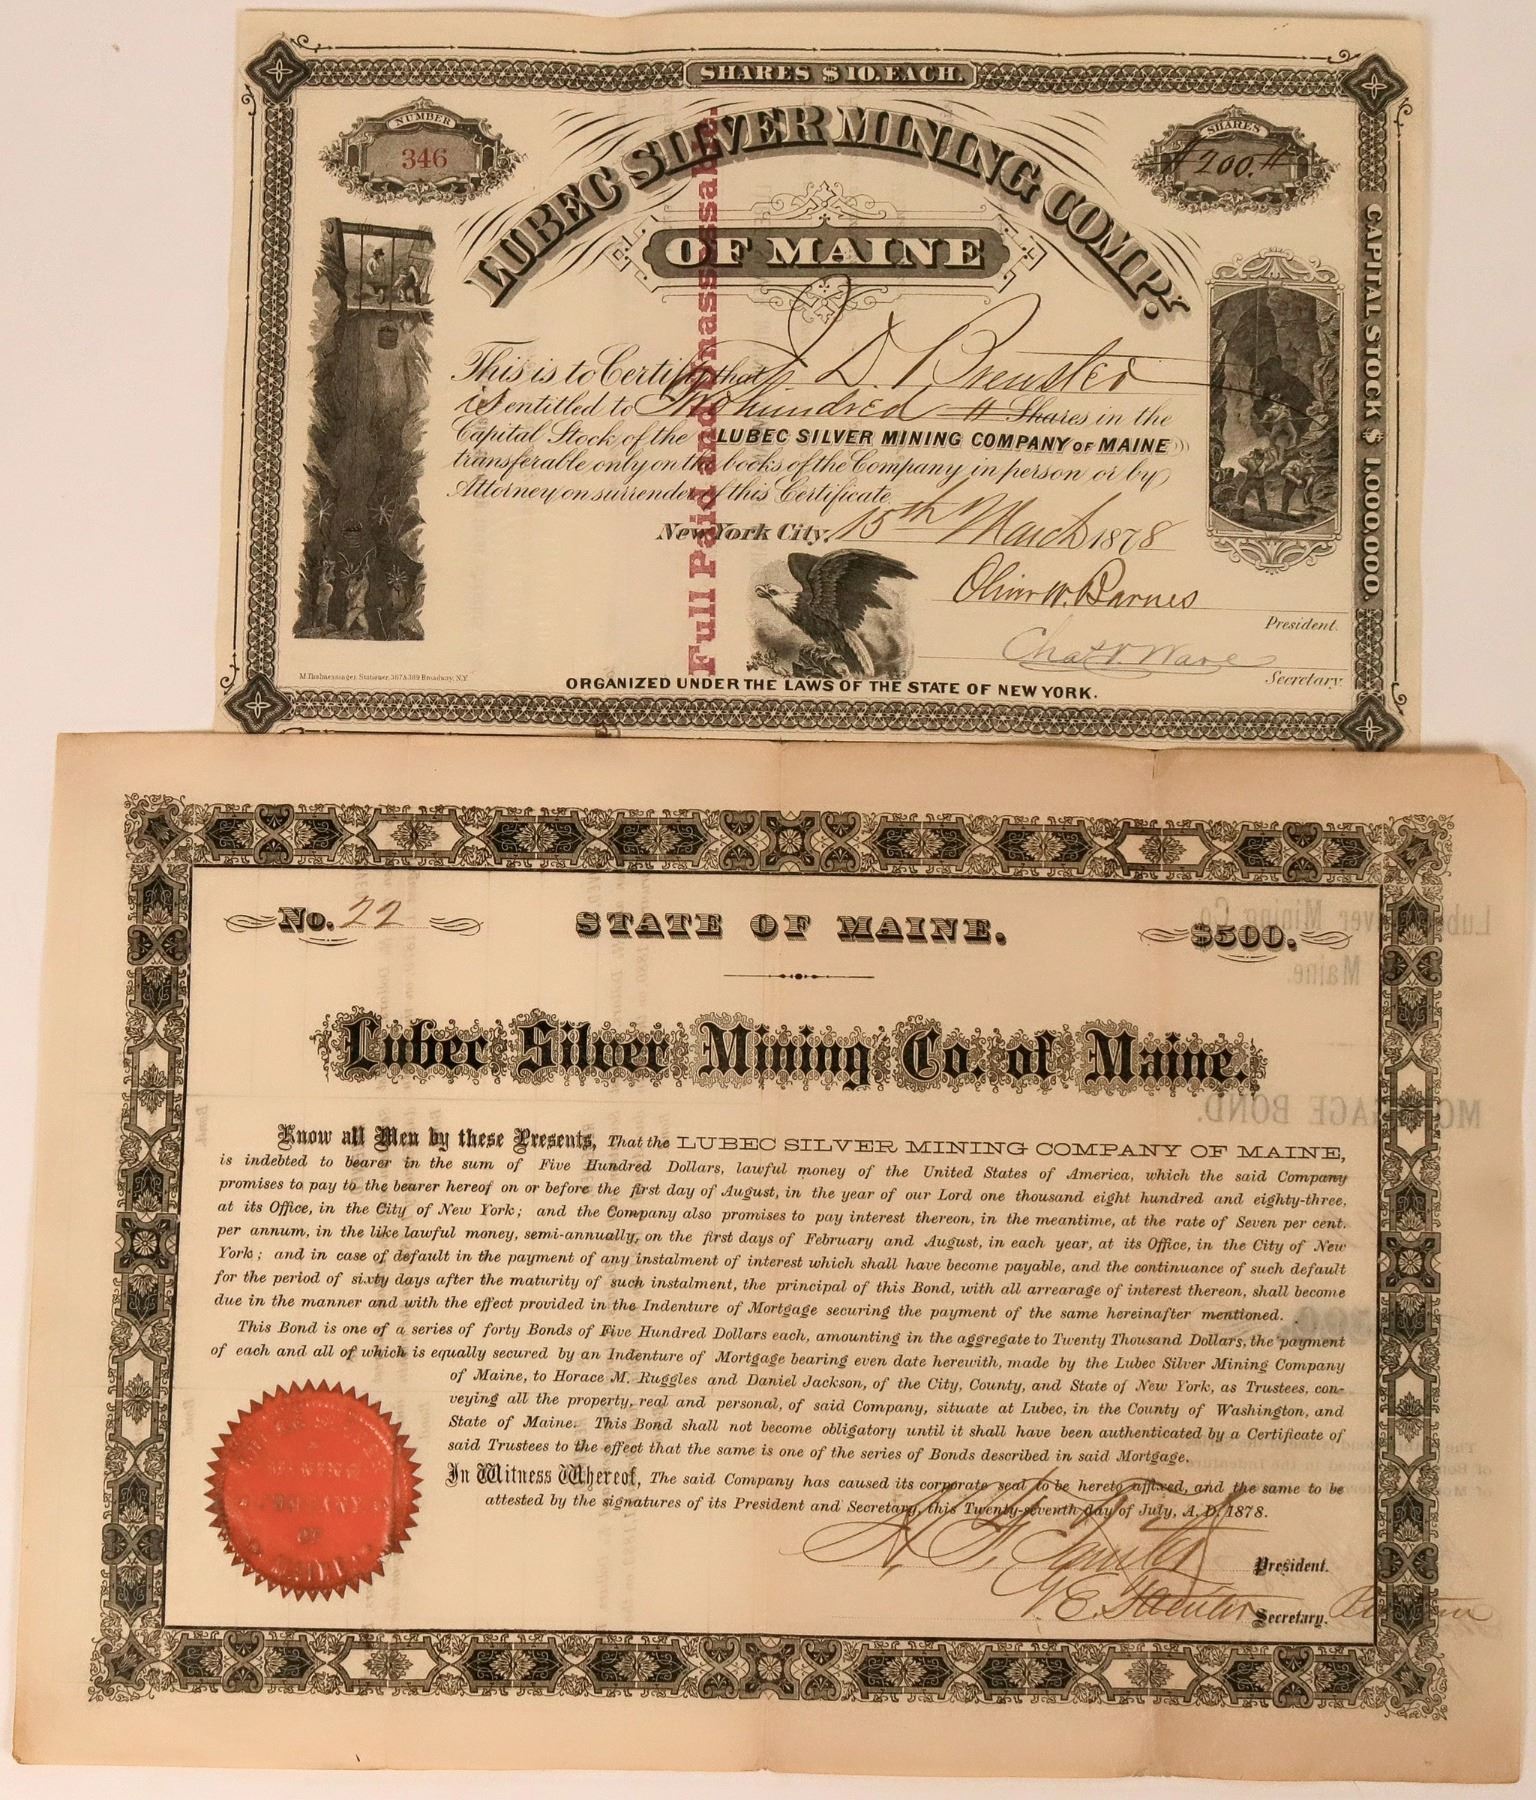 SHARES $10. EACH.
NUMBER
346
SHARES
200.
LUBEC SILVER MINING COMPY.
OF MAINE
CAPITAL STOCK $1,000,000.
Full Paid and Unassessable.
This is to Certify that D. Brewster
is entitled to Two hundred Shares in the
Capital Stock of the LUBEC SILVER MINING COMPANY OF MAINE
transferable only on the books of the Company in person or by
Attorney on surrender of this Certificate.
New York City, 15th March 1878
Oliver W. Barnes
President.
Ware
Secretary.
M. Thalmessinger, Stationer, 387 & 389 Broadway, N.Y.
ORGANIZED UNDER THE LAWS OF THE STATE OF NEW YORK.
No. 22
STATE OF MAINE.
$500.
Lubec Silver Mining Co. of Maine.
Know all Men by these Presents, That the LUBEC SILVER MINING COMPANY OF MAINE,
is indebted to bearer in the sum of Five Hundred Dollars, lawful money of the United States of America, which the said Company
promises to pay to the bearer hereof on or before the first day of August, in the year of our Lord one thousand eight hundred and eighty-three,
at its Office, in the City of New York; and the Company also promises to pay interest thereon, in the meantime, at the rate of Seven per cent.
per annum, in the like lawful money, semi-annually, on the first days of February and August, in each year, at its Office, in the City of New
York; and in case of default in the payment of any instalment of interest which shall have become payable, and the continuance of such default
for the period of sixty days after the maturity of such instalment, the principal of this Bond, with all arrearage of interest thereon, shall become
due in the manner and with the effect provided in the Indenture of Mortgage securing the payment of the same hereinafter mentioned.
This Bond is one of a series of forty Bonds of Five Hundred Dollars each, amounting in the aggregate to Twenty Thousand Dollars, the payment
of each and all of which is equally secured by an Indenture of Mortgage bearing even date herewith, made by the Lubec Silver Mining Company
of Maine, to Horace M. Ruggles and Daniel Jackson, of the City, County, and State of New York, as Trustees, con-
veying all the property, real and personal, of said Company, situate at Lubec, in the County of Washington, and
State of Maine. This Bond shall not become obligatory until it shall have been authenticated by a Certificate of
said Trustees to the effect that the same is one of the series of Bonds described in said Mortgage.
In Witness Whereof, The said Company has caused its corporate seal to be hereto affixed, and the same to be
attested by the signatures of its President and Secretary, this Twenty-seventh day of July, A. D. 1878.
President.
Secretary.